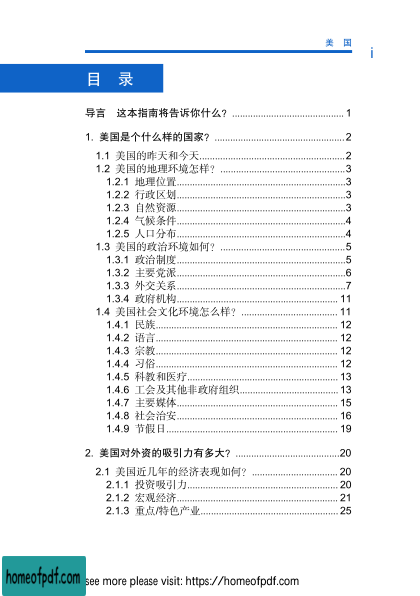 美 国
i
目 录
导言 这本指南将告诉你什么？ 1
1. 美国是个什么样的国家？ 2
1.1 美国的昨天和今天 2
1.2 美国的地理环境怎样？ 3
1.2.1 地理位置 3
1.2.2 行政区划 3
1.2.3 自然资源 3
1.2.4 气候条件 4
1.2.5 人口分布 4
1.3 美国的政治环境如何？ 5
1.3.1 政治制度 5
1.3.2 主要党派 6
1.3.3 外交关系 7
1.3.4 政府机构 11
1.4 美国社会文化环境怎么样？ 11
1.4.1 民族 12
1.4.2 语言 12
1.4.3 宗教 12
1.4.4 习俗 12
1.4.5 科教和医疗 13
1.4.6 工会及其他非政府组织 13
1.4.7 主要媒体 15
1.4.8 社会治安 16
1.4.9 节假日 19
2. 美国对外资的吸引力有多大？ 20
2.1 美国近几年的经济表现如何？ 20
2.1.1 投资吸引力 20
2.1.2 宏观经济 21
2.1.3 重点/特色产业 25
homeofpdf.com
see more please visit: https://homeofpdf.com